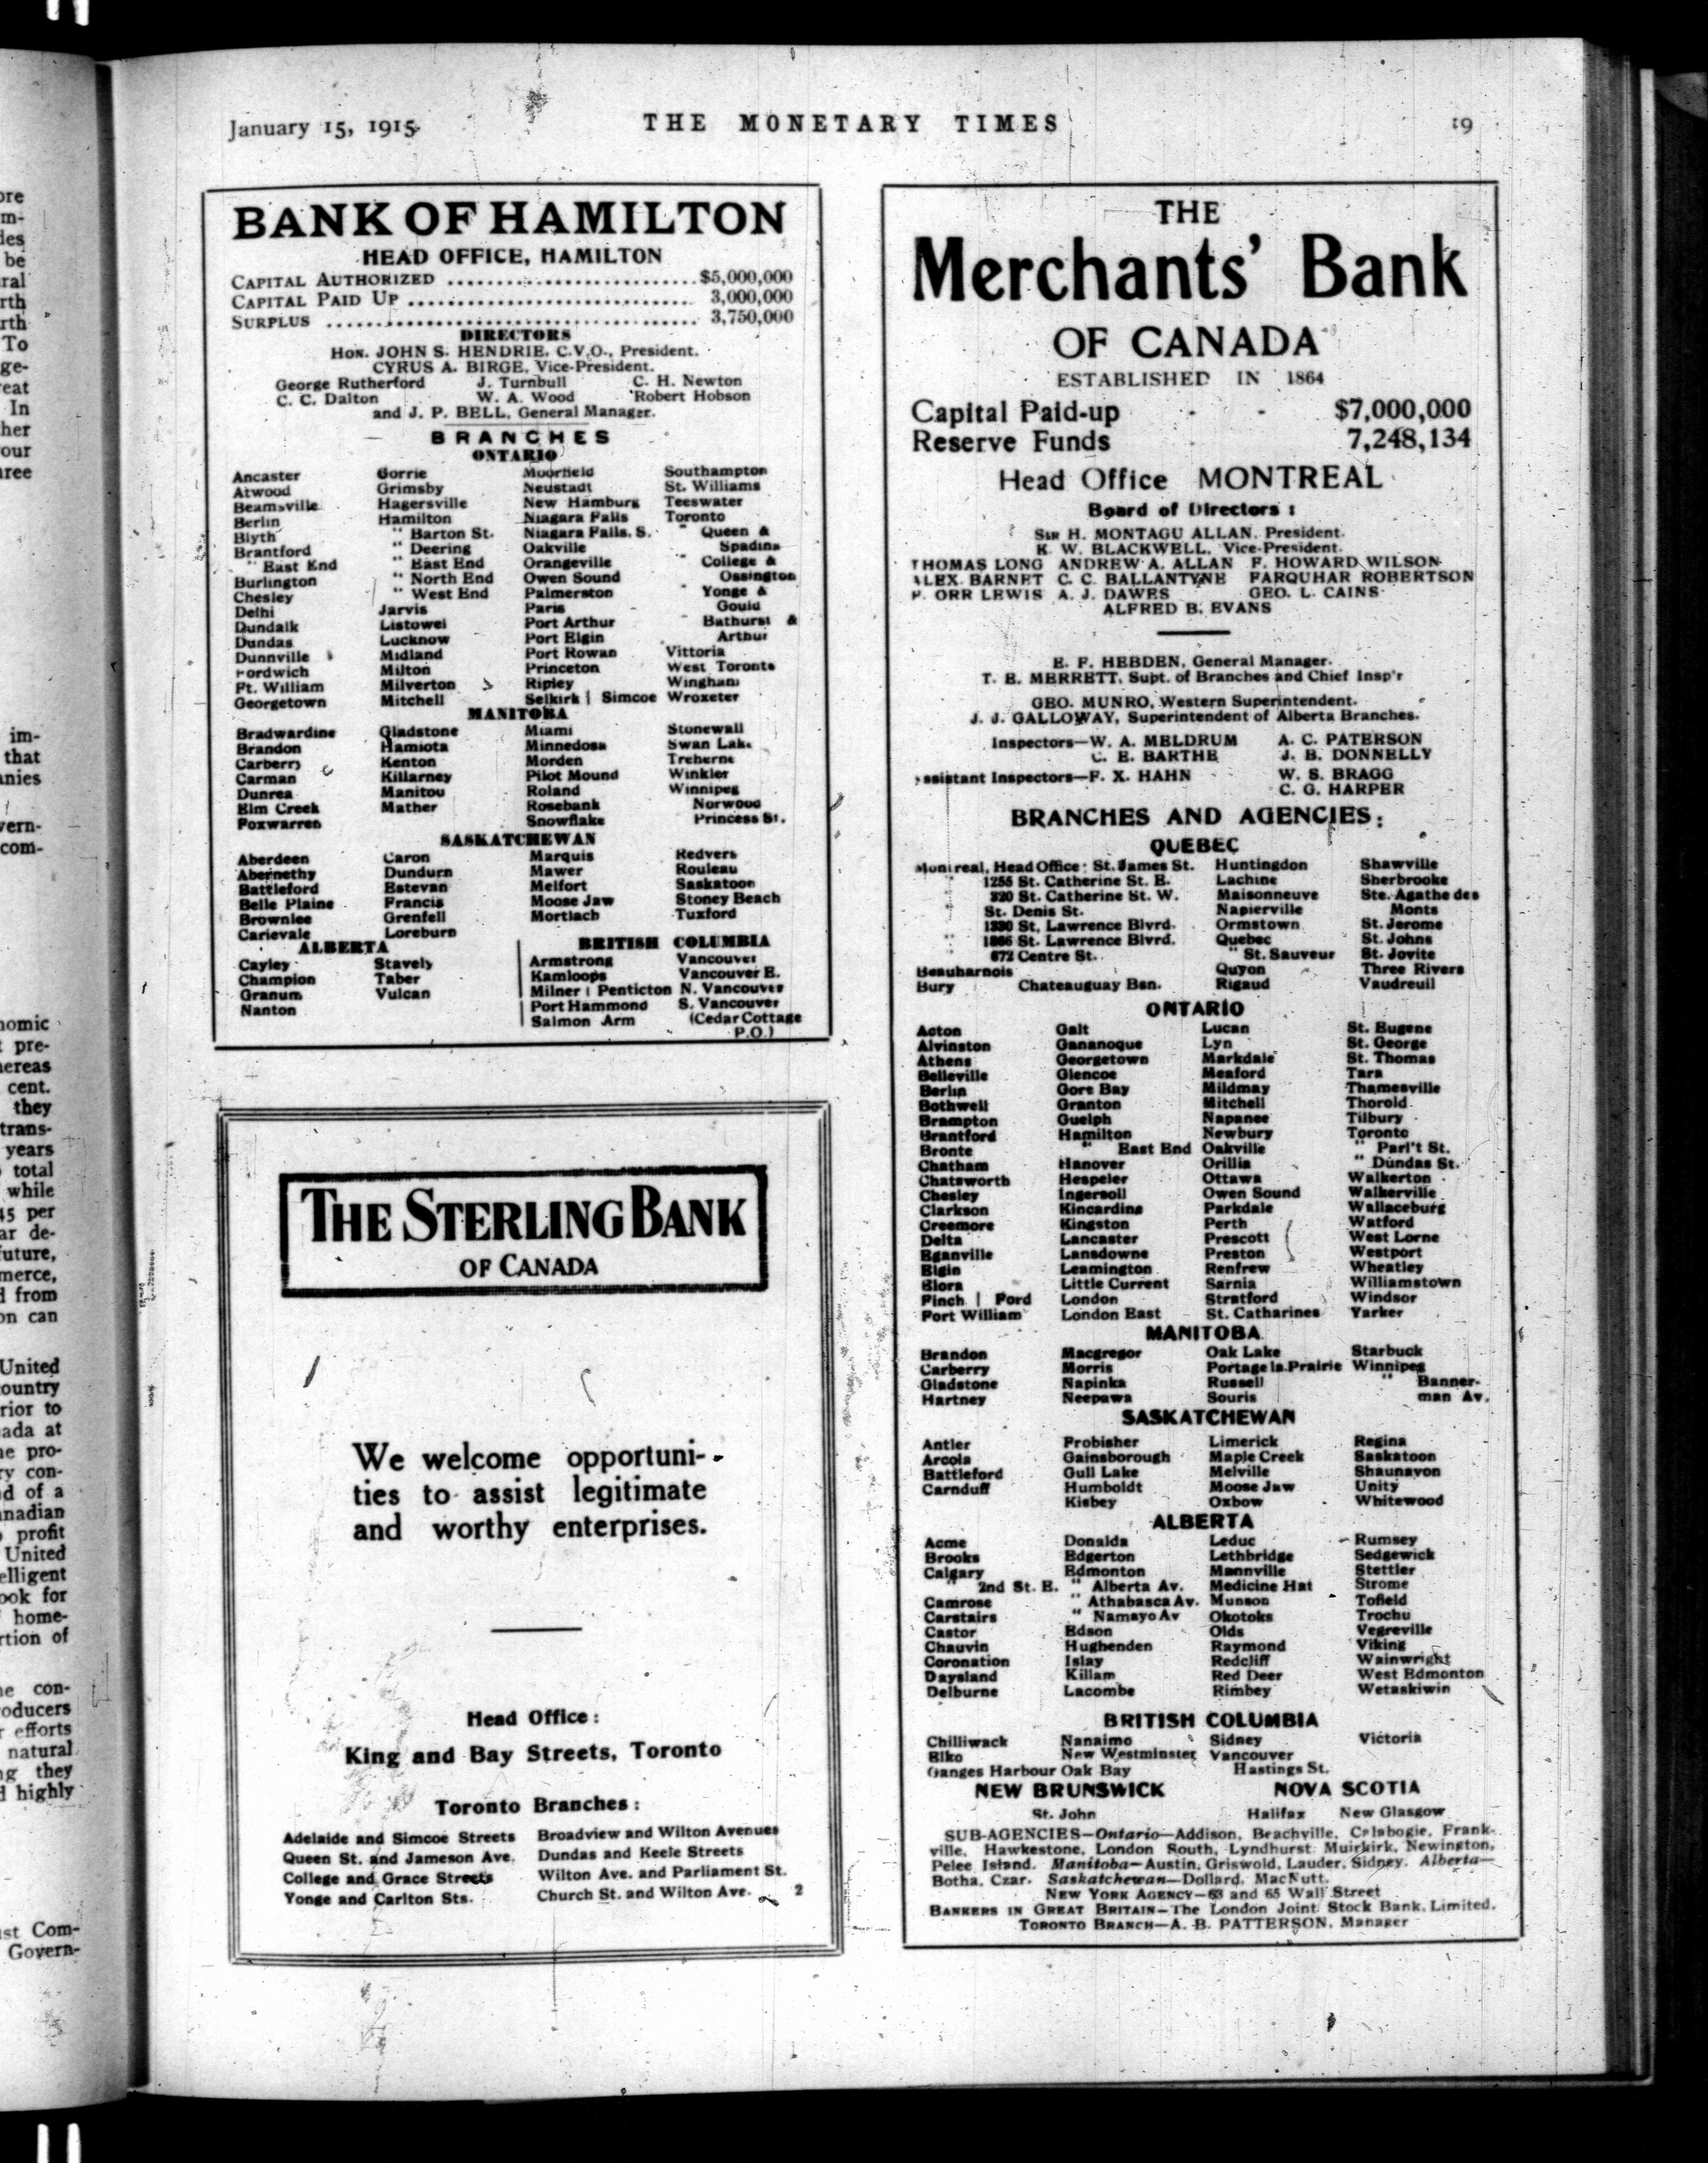 January 15, 1915.
THE MONETARY TIMES
19
BANK OF HAMILTON
HEAD OFFICE, HAMILTON
CAPITAL AUTHORIZED ............................ $5,000,000
CAPITAL PAID UP ................................ 3,000,000
SURPLUS ........................................ 3,750,000
DIRECTORS
HON. JOHN S. HENDRIE, C.V.O., President.
CYRUS A. BIRGE, Vice-President.
George Rutherford J. Turnbull C. H. Newton
C. C. Dalton W. A. Wood Robert Hobson
and J. P. BELL, General Manager.
BRANCHES
ONTARIO
Ancaster Gorrie Moorfield Southampton
Atwood Grimsby Neustadt St. Williams
Beamsville Hagersville New Hamburg Teeswater
Berlin Hamilton Niagara Falls Toronto
Blyth " Barton St. Niagara Falls, S. " Queen &
Brantford " Deering Oakville Spadina
" East End " East End Orangeville " College &
Burlington " North End Owen Sound Ossington
Chesley " West End Palmerston Yonge &
Delhi Jarvis Paris Gould
Dundalk Listowel Port Arthur " Bathurst &
Dundas Lucknow Port Elgin Arthur
Dunnville Midland Port Rowan Vittoria
Fordwich Milton Princeton West Toronto
Ft. William Milverton Ripley Wingham
Georgetown Mitchell Selkirk | Simcoe Wroxeter
MANITOBA
Bradwardine Gladstone Miami Stonewall
Brandon Hamiota Minnedosa Swan Lake
Carberry Kenton Morden Treherne
Carman Killarney Pilot Mound Winkler
Dunrea Manitou Roland Winnipeg
Elm Creek Mather Rosebank Norwood
Foxwarren Snowflake Princess St.
SASKATCHEWAN
Aberdeen Caron Marquis Redvers
Abernethy Dundurn Mawer Rouleau
Battleford Estevan Melfort Saskatoon
Belle Plaine Francis Moose Jaw Stoney Beach
Brownlee Grenfell Mortlach Tuxford
Carievale Loreburn
ALBERTA
Cayley Stavely
Champion Taber
Granum Vulcan
Nanton
BRITISH COLUMBIA
Armstrong Vancouver
Kamloops Vancouver E.
Milner | Penticton N. Vancouver
Port Hammond S. Vancouver
Salmon Arm (Cedar Cottage
P.O.)
THE STERLING BANK
OF CANADA
We welcome opportuni-
ties to assist legitimate
and worthy enterprises.
Head Office:
King and Bay Streets, Toronto
Toronto Branches:
Adelaide and Simcoe Streets Broadview and Wilton Avenues
Queen St. and Jameson Ave. Dundas and Keele Streets
College and Grace Streets Wilton Ave. and Parliament St.
Yonge and Carlton Sts. Church St. and Wilton Ave. 2
THE
Merchants' Bank
OF CANADA
ESTABLISHED IN 1864
Capital Paid-up - - $7,000,000
Reserve Funds 7,248,134
Head Office MONTREAL
Board of Directors:
SIR H. MONTAGU ALLAN, President.
K. W. BLACKWELL, Vice-President.
THOMAS LONG ANDREW A. ALLAN F. HOWARD WILSON
ALEX. BARNET C. C. BALLANTYNE FARQUHAR ROBERTSON
F. ORR LEWIS A. J. DAWES GEO. L. CAINS
ALFRED B. EVANS
E. F. HEBDEN, General Manager.
T. E. MERRETT, Supt. of Branches and Chief Insp'r
GEO. MUNRO, Western Superintendent.
J. J. GALLOWAY, Superintendent of Alberta Branches.
Inspectors—W. A. MELDRUM A. C. PATERSON
C. E. BARTHE J. B. DONNELLY
Assistant Inspectors—F. X. HAHN W. S. BRAGG
C. G. HARPER
BRANCHES AND AGENCIES:
QUEBEC
Montreal, Head Office: St. James St. Huntingdon Shawville
" 1255 St. Catherine St. E. Lachine Sherbrooke
" 320 St. Catherine St. W. Maisonneuve Ste. Agathe des
" St. Denis St. Napierville Monts
" 1330 St. Lawrence Blvrd. Ormstown St. Jerome
" 1866 St. Lawrence Blvrd. Quebec St. Johns
672 Centre St. " St. Sauveur St. Jovite
Beauharnois Quyon Three Rivers
Bury Chateauguay Bsn. Rigaud Vaudreuil
ONTARIO
Acton Galt Lucan St. Eugene
Alvinston Gananoque Lyn St. George
Athens Georgetown Markdale St. Thomas
Belleville Glencoe Meaford Tara
Berlin Gore Bay Mildmay Thamesville
Bothwell Granton Mitchell Thorold
Brampton Guelph Napanee Tilbury
Brantford Hamilton Newbury Toronto
Bronte " East End Oakville " Parl't St.
Chatham Hanover Orillia " Dundas St.
Chatsworth Hespeler Ottawa Walkerton
Chesley Ingersoll Owen Sound Walkerville
Clarkson Kincardine Parkdale Wallaceburg
Creemore Kingston Perth Watford
Delta Lancaster Prescott West Lorne
Eganville Lansdowne Preston Westport
Elgin Leamington Renfrew Wheatley
Elora Little Current Sarnia Williamstown
Finch | Ford London Stratford Windsor
Fort William London East St. Catharines Yarker
MANITOBA
Brandon Macgregor Oak Lake Starbuck
Carberry Morris Portage la Prairie Winnipeg
Gladstone Napinka Russell " Banner-
Hartney Neepawa Souris man Av.
SASKATCHEWAN
Antler Frobisher Limerick Regina
Arcola Gainsborough Maple Creek Saskatoon
Battleford Gull Lake Melville Shaunavon
Carnduff Humboldt Moose Jaw Unity
Kisbey Oxbow Whitewood
ALBERTA
Acme Donalda Leduc Rumsey
Brooks Edgerton Lethbridge Sedgewick
Calgary Edmonton Mannville Stettler
" 2nd St. E. " Alberta Av. Medicine Hat Strome
Camrose " Athabasca Av. Munson Tofield
Carstairs " Namayo Av Okotoks Trochu
Castor Edson Olds Vegreville
Chauvin Hughenden Raymond Viking
Coronation Islay Redcliff Wainwright
Daysland Killam Red Deer West Edmonton
Delburne Lacombe Rimbey Wetaskiwin
BRITISH COLUMBIA
Chilliwack Nanaimo Sidney Victoria
Elko New Westminster Vancouver
Ganges Harbour Oak Bay Hastings St.
NEW BRUNSWICK NOVA SCOTIA
St. John Halifax New Glasgow
SUB-AGENCIES—Ontario—Addison, Beachville, Calabogie, Frank-
ville, Hawkestone, London South, Lyndhurst Muirkirk, Newington,
Pelee Island. Manitoba—Austin, Griswold, Lauder, Sidney. Alberta—
Botha, Czar. Saskatchewan—Dollard, MacNutt.
NEW YORK AGENCY—63 and 65 Wall Street
BANKERS IN GREAT BRITAIN—The London Joint Stock Bank, Limited.
TORONTO BRANCH—A. B. PATTERSON, Manager